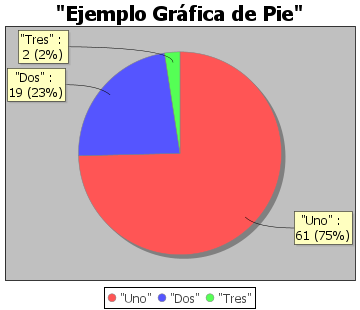 "Ejemplo Gráfica de Pie"
"Tres" :
2 (2%)
"Dos" :
19 (23%)
"Uno" :
61 (75%)
"Uno" "Dos" "Tres"